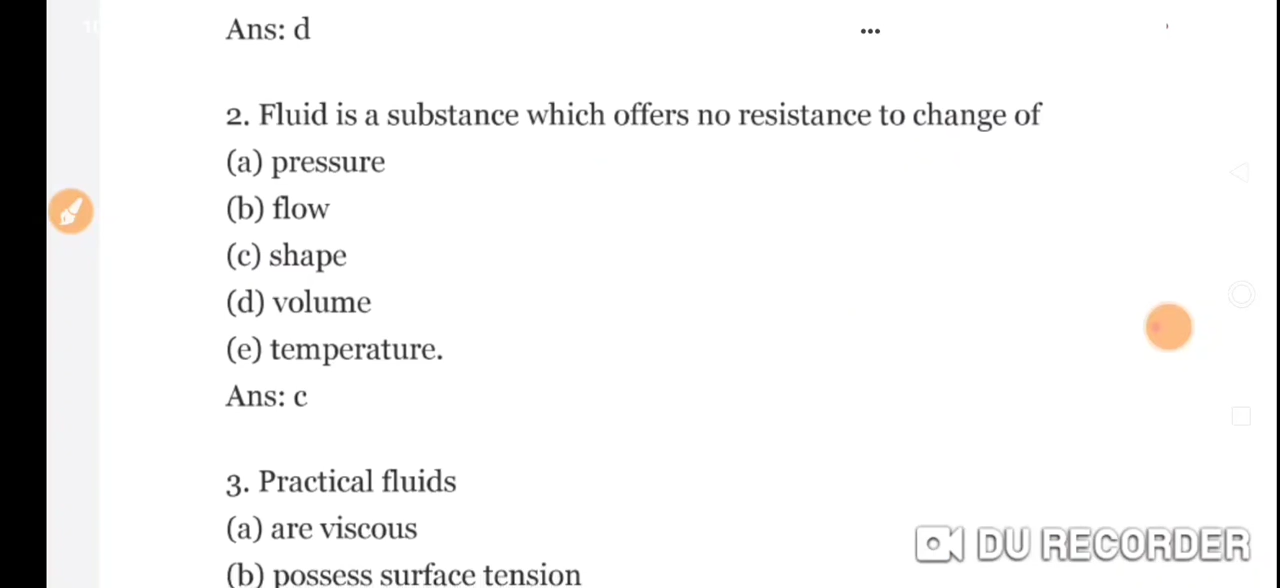 Ans: d
2. Fluid is a substance which offers no resistance to change of
(a) pressure
(b) flow
(c) shape
(d) volume
(e) temperature.
Ans: c
3. Practical fluids
(a) are viscous
(b) possess surface tension
DU RECORDER